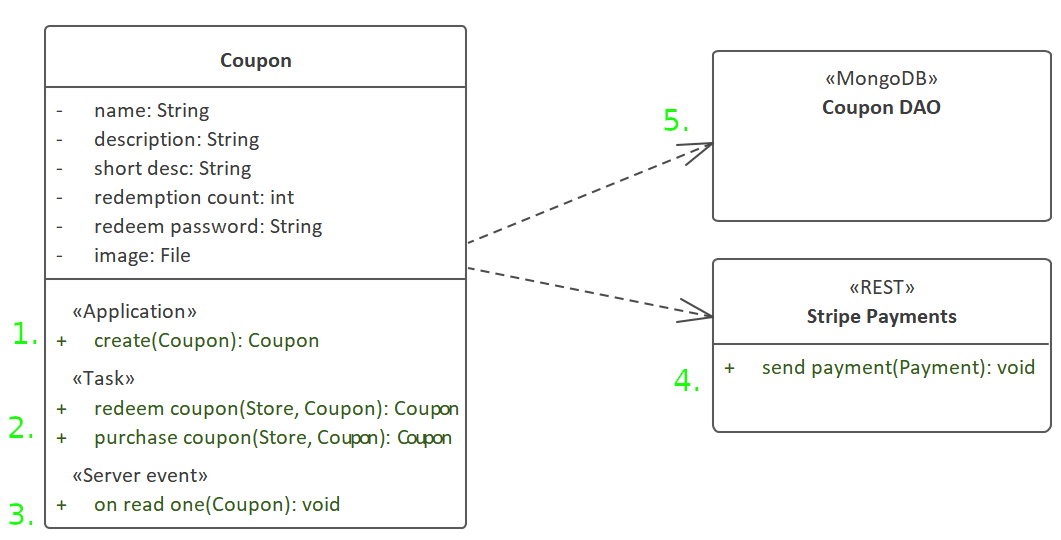 Coupon
- name: String
- description: String
- short desc: String
- redemption count: int
- redeem password: String
- image: File
«Application»
1. + create(Coupon): Coupon
«Task»
+ redeem coupon(Store, Coupon): Coupon
2. + purchase coupon(Store, Coupon): Coupon
«Server event»
3. + on read one(Coupon): void
5.
«MongoDB»
Coupon DAO
«REST»
Stripe Payments
4. + send payment(Payment): void